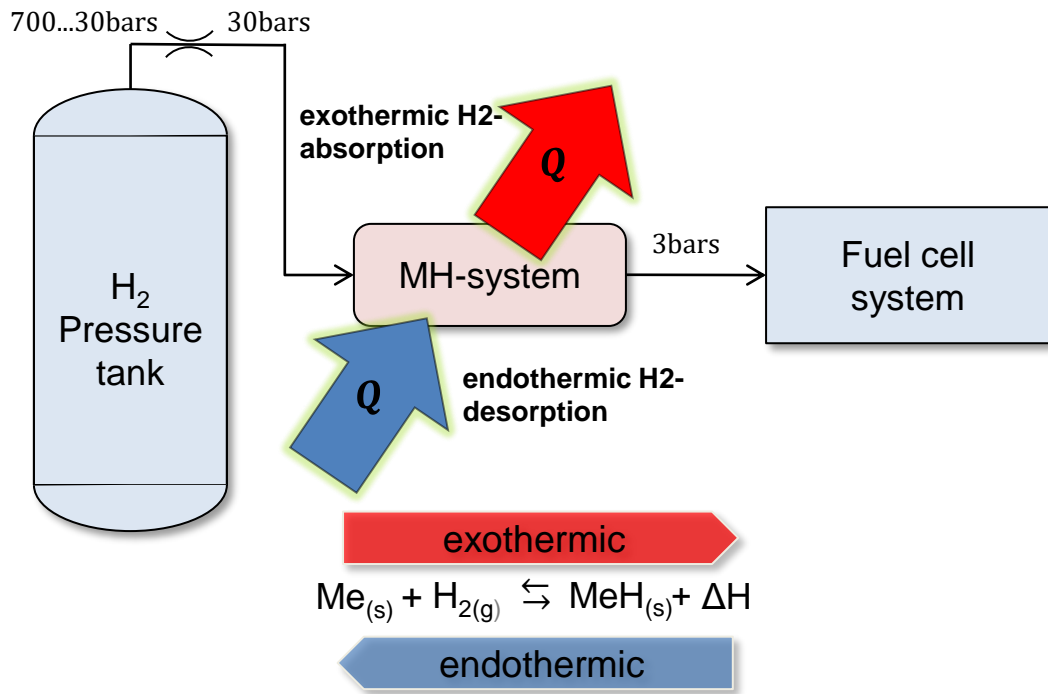 700...30bars 30bars
exothermic H2-
absorption
Q
3bars
H₂
Pressure
tank
MH-system
Fuel cell
system
Q
endothermic H2-
desorption
exothermic
Me(s) + H2(g) ⇆ MeH(s)+ ΔH
endothermic